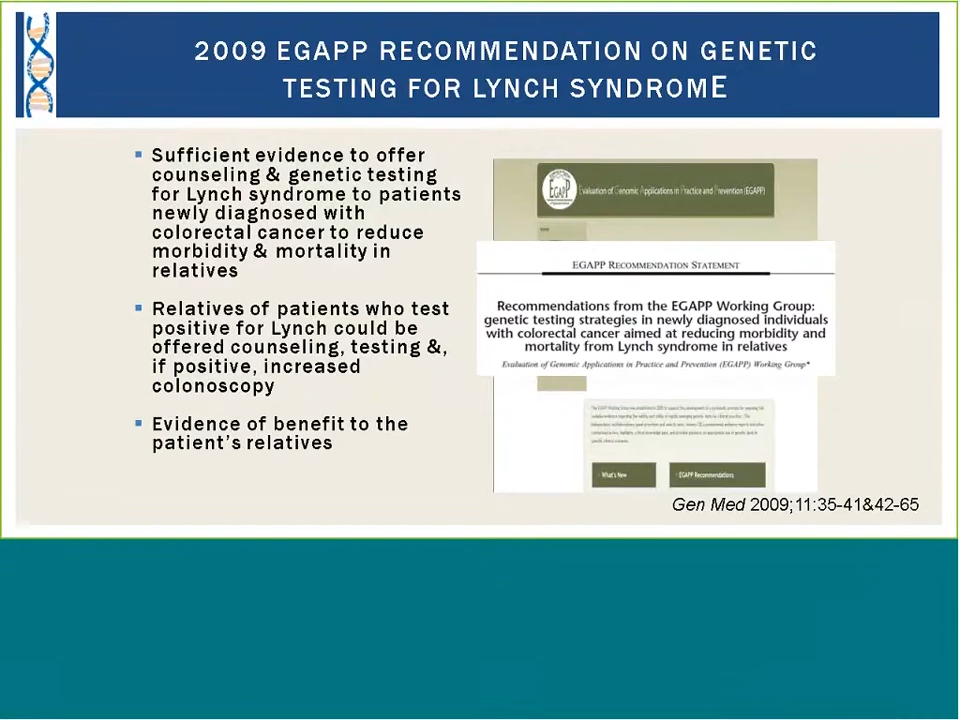 2009 EGAPP RECOMMENDATION ON GENETIC
TESTING FOR LYNCH SYNDROME
▪ Sufficient evidence to offer
counseling & genetic testing
for Lynch syndrome to patients
newly diagnosed with
colorectal cancer to reduce
morbidity & mortality in
relatives
▪ Relatives of patients who test
positive for Lynch could be
offered counseling, testing &,
if positive, increased
colonoscopy
▪ Evidence of benefit to the
patient's relatives
EGAPP
Evaluation of Genomic Applications in Practice and Prevention (EGAPP)
EGAPP RECOMMENDATION STATEMENT
Recommendations from the EGAPP Working Group:
genetic testing strategies in newly diagnosed individuals
with colorectal cancer aimed at reducing morbidity and
mortality from Lynch syndrome in relatives
Evaluation of Genomic Applications in Practice and Prevention (EGAPP) Working Group*
What's New
EGAPP Recommendations
Gen Med 2009;11:35-41&42-65